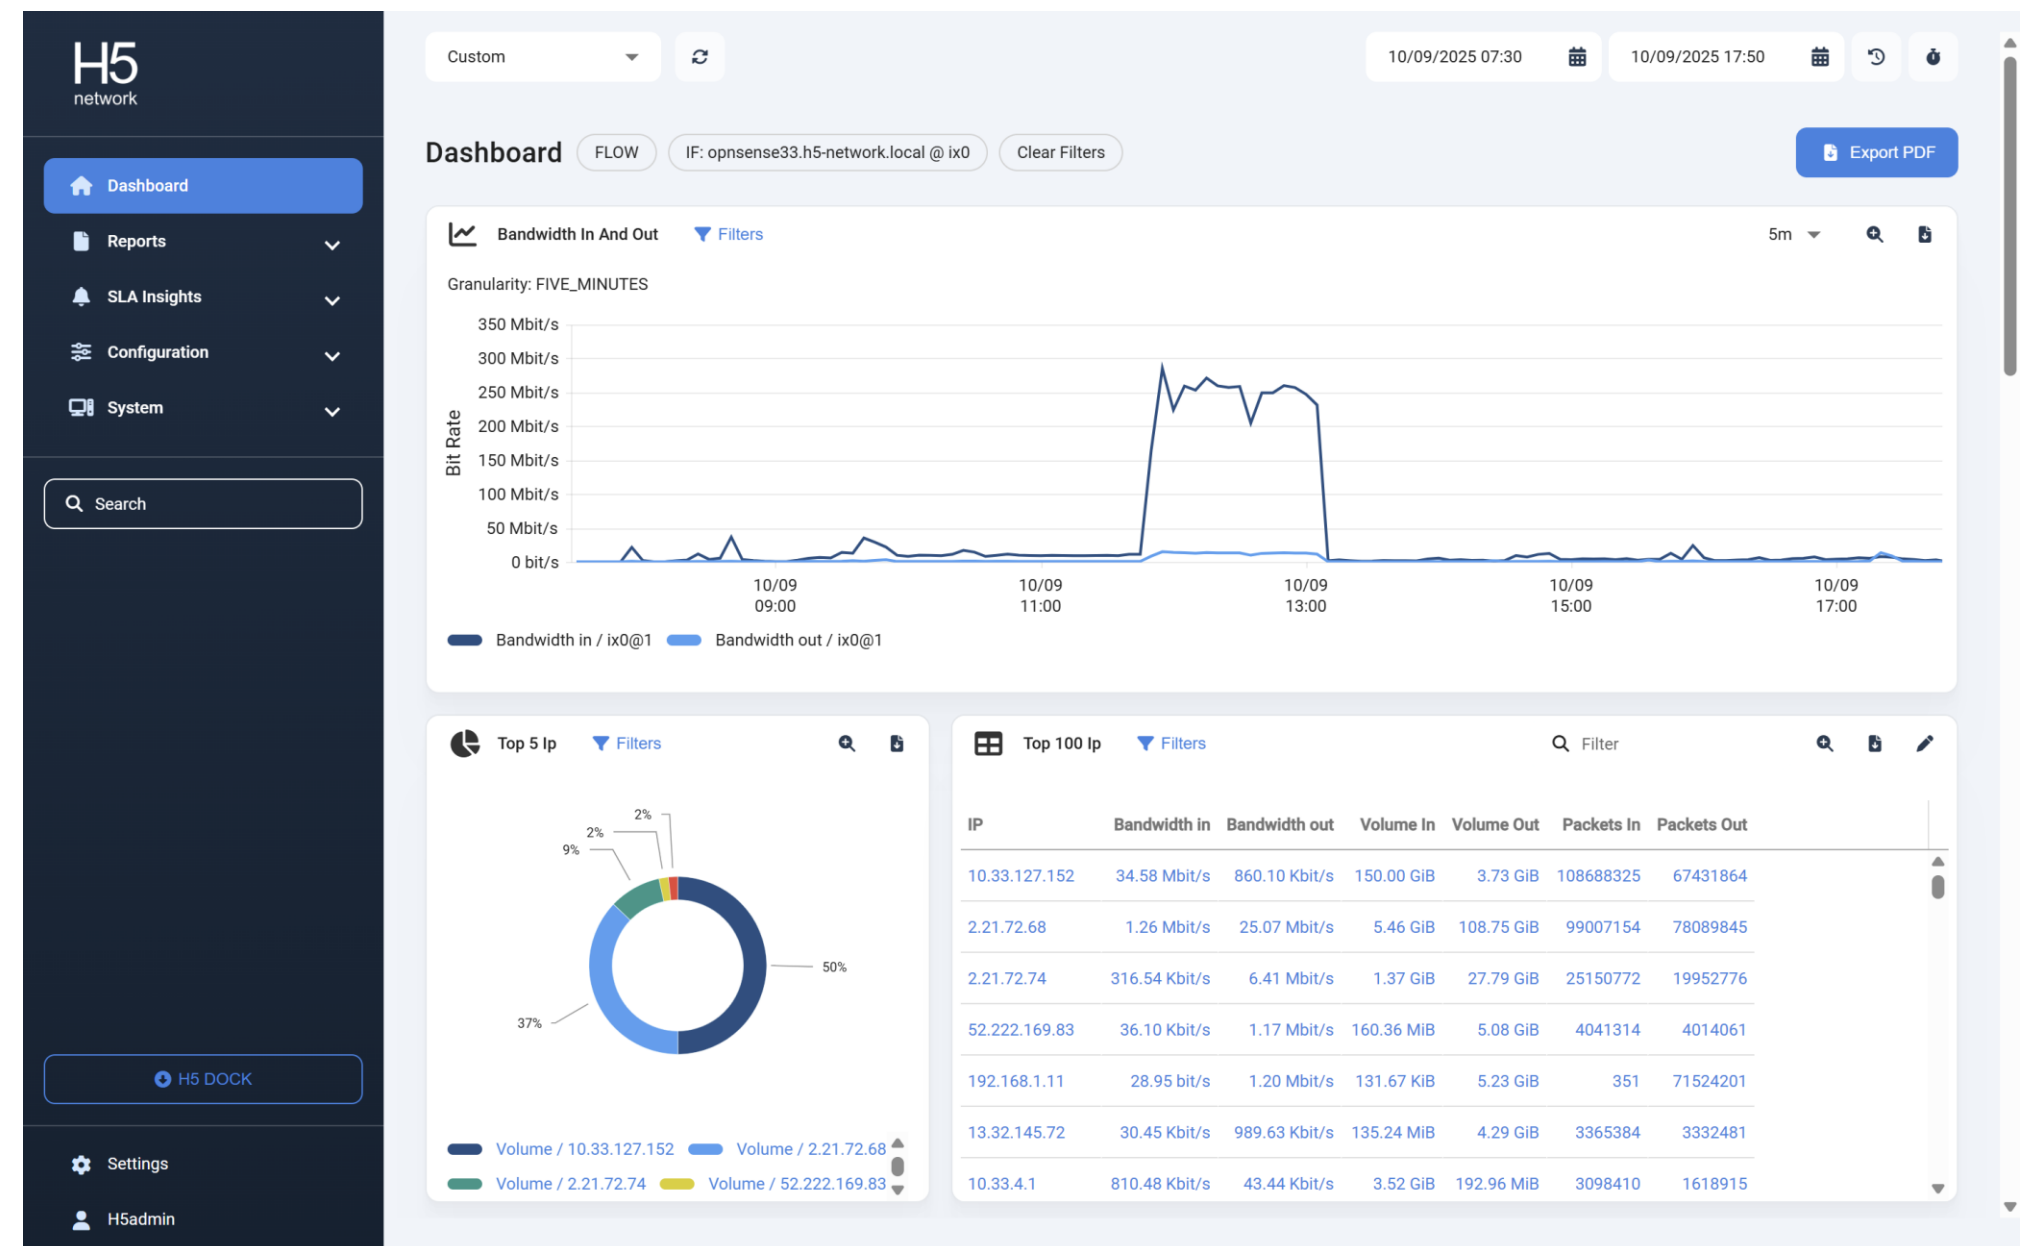 H5
network
Dashboard
Reports
SLA Insights
Configuration
System
Search
H5 DOCK
Settings
H5admin
Custom
10/09/2025 07:30
10/09/2025 17:50
Dashboard
FLOW
IF: opnsense33.h5-network.local @ ix0
Clear Filters
Export PDF
Bandwidth In And Out
Filters
5m
Granularity: FIVE_MINUTES
Bit Rate
350 Mbit/s
300 Mbit/s
250 Mbit/s
200 Mbit/s
150 Mbit/s
100 Mbit/s
50 Mbit/s
0 bit/s
10/09 10/09 10/09 10/09 10/09
09:00 11:00 13:00 15:00 17:00
Bandwidth in / ix0@1 Bandwidth out / ix0@1
Top 5 Ip
Filters
2%
2%
9%
50%
37%
Volume / 10.33.127.152 Volume / 2.21.72.68
Volume / 2.21.72.74 Volume / 52.222.169.83
Top 100 Ip
Filters
Filter
IP Bandwidth in Bandwidth out Volume In Volume Out Packets In Packets Out
10.33.127.152 34.58 Mbit/s 860.10 Kbit/s 150.00 GiB 3.73 GiB 108688325 67431864
2.21.72.68 1.26 Mbit/s 25.07 Mbit/s 5.46 GiB 108.75 GiB 99007154 78089845
2.21.72.74 316.54 Kbit/s 6.41 Mbit/s 1.37 GiB 27.79 GiB 25150772 19952776
52.222.169.83 36.10 Kbit/s 1.17 Mbit/s 160.36 MiB 5.08 GiB 4041314 4014061
192.168.1.11 28.95 bit/s 1.20 Mbit/s 131.67 KiB 5.23 GiB 351 71524201
13.32.145.72 30.45 Kbit/s 989.63 Kbit/s 135.24 MiB 4.29 GiB 3365384 3332481
10.33.4.1 810.48 Kbit/s 43.44 Kbit/s 3.52 GiB 192.96 MiB 3098410 1618915